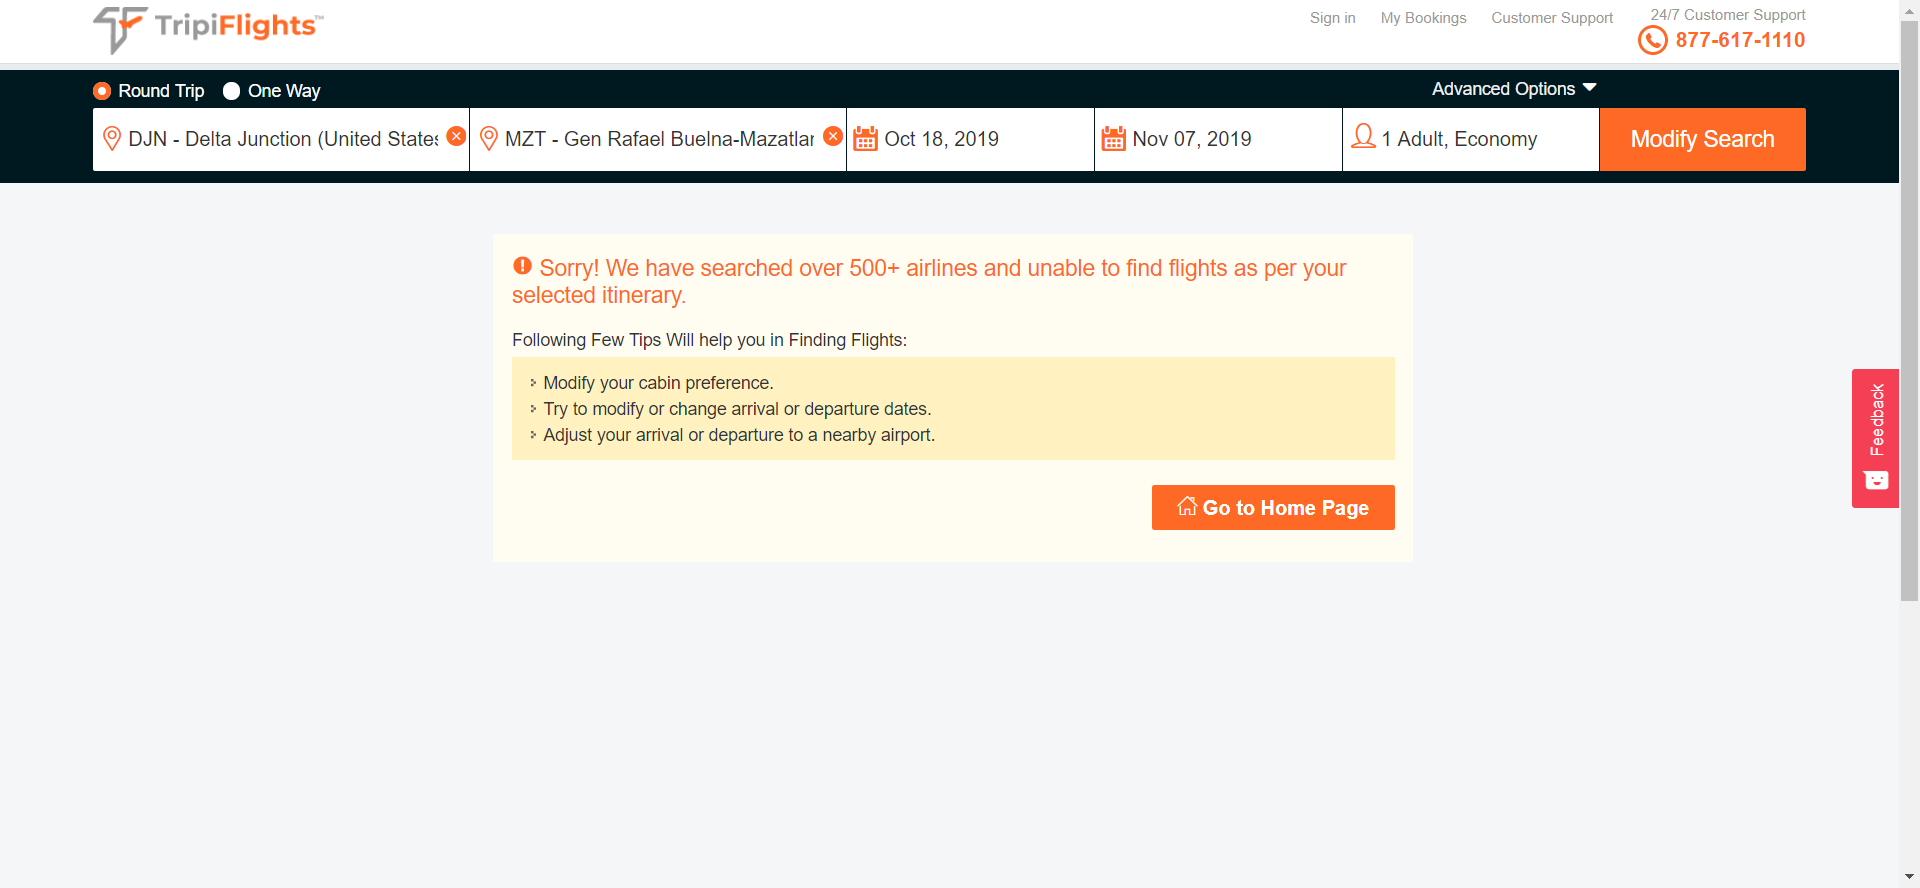 TripiFlights™
Sign in
My Bookings
Customer Support
24/7 Customer Support
877-617-1110
Round Trip
One Way
Advanced Options
DJN - Delta Junction (United States
MZT - Gen Rafael Buelna-Mazatlan
Oct 18, 2019
Nov 07, 2019
1 Adult, Economy
Modify Search
Sorry! We have searched over 500+ airlines and unable to find flights as per your
selected itinerary.
Following Few Tips Will help you in Finding Flights:
Modify your cabin preference.
Try to modify or change arrival or departure dates.
Adjust your arrival or departure to a nearby airport.
Go to Home Page
Feedback